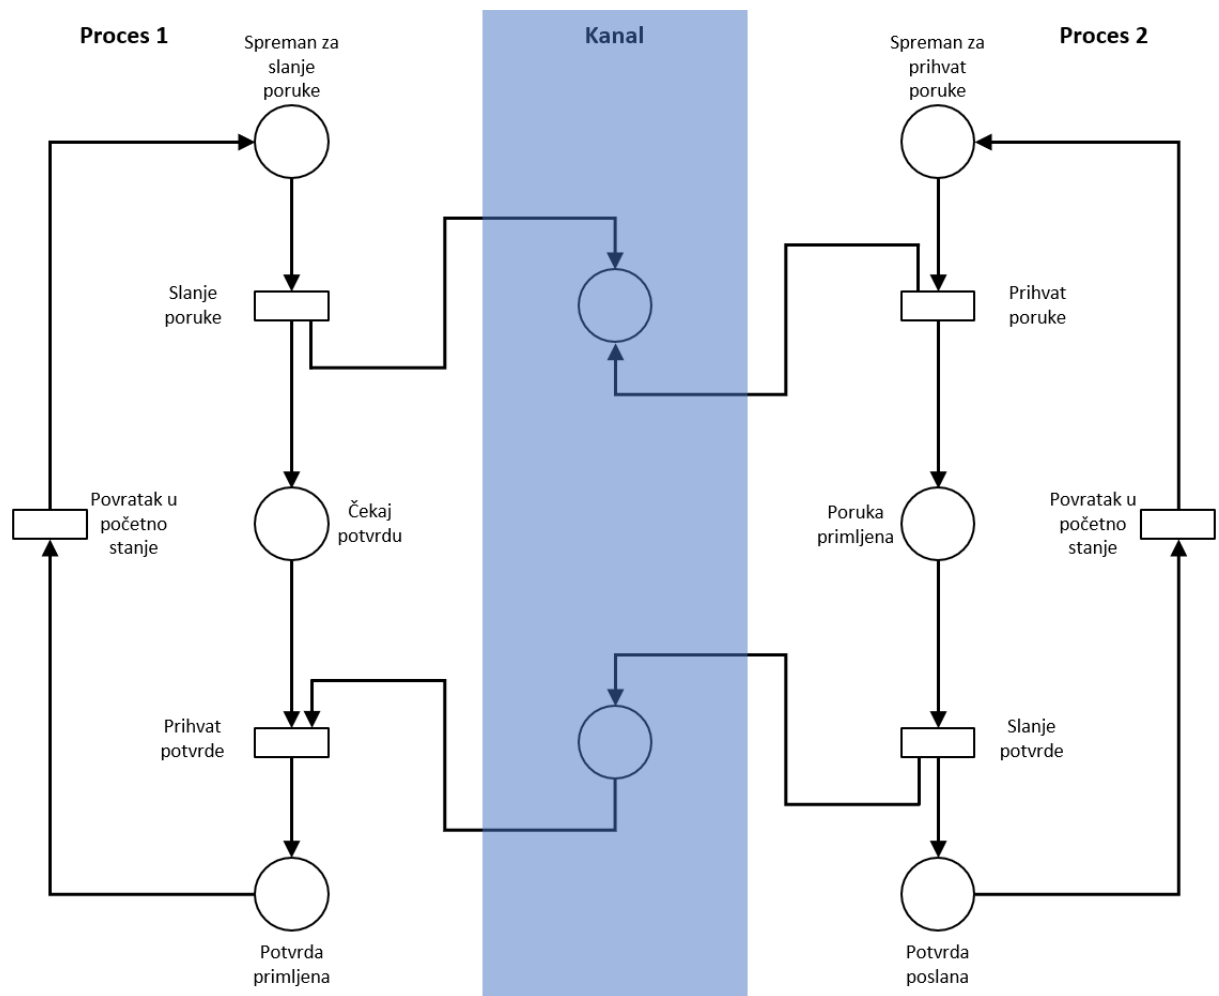 Proces 1
Kanal
Proces 2
Spreman za
slanje
poruke
Spreman za
prihvat
poruke
Slanje
poruke
Prihvat
poruke
Povratak u
početno
stanje
Čekaj
potvrdu
Poruka
primljena
Povratak u
početno
stanje
Prihvat
potvrde
Slanje
potvrde
Potvrda
primljena
Potvrda
poslana